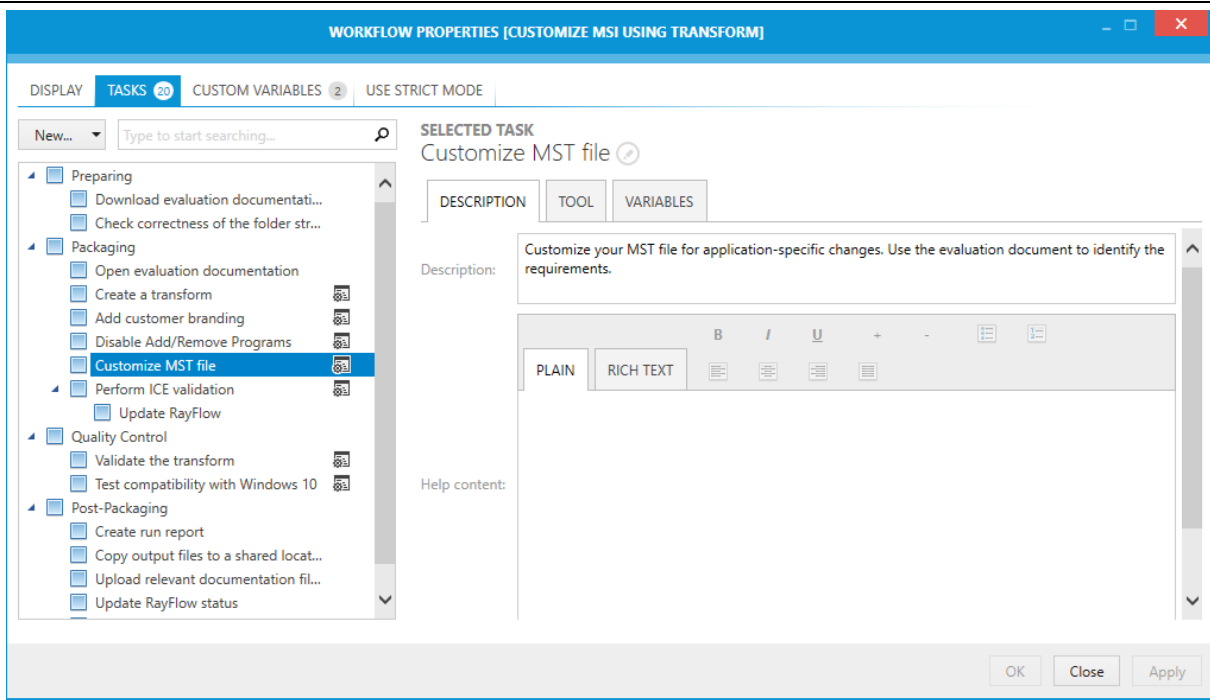 WORKFLOW PROPERTIES [CUSTOMIZE MSI USING TRANSFORM]
DISPLAY TASKS 20 CUSTOM VARIABLES 2 USE STRICT MODE
New... Type to start searching...
Preparing
Download evaluation documentati...
Check correctness of the folder str...
Packaging
Open evaluation documentation
Create a transform
Add customer branding
Disable Add/Remove Programs
Customize MST file
Perform ICE validation
Update RayFlow
Quality Control
Validate the transform
Test compatibility with Windows 10
Post-Packaging
Create run report
Copy output files to a shared locat...
Upload relevant documentation fil...
Update RayFlow status
SELECTED TASK
Customize MST file
DESCRIPTION TOOL VARIABLES
Description:
Customize your MST file for application-specific changes. Use the evaluation document to identify the
requirements.
B I U + -
PLAIN RICH TEXT
Help content:
OK Close Apply